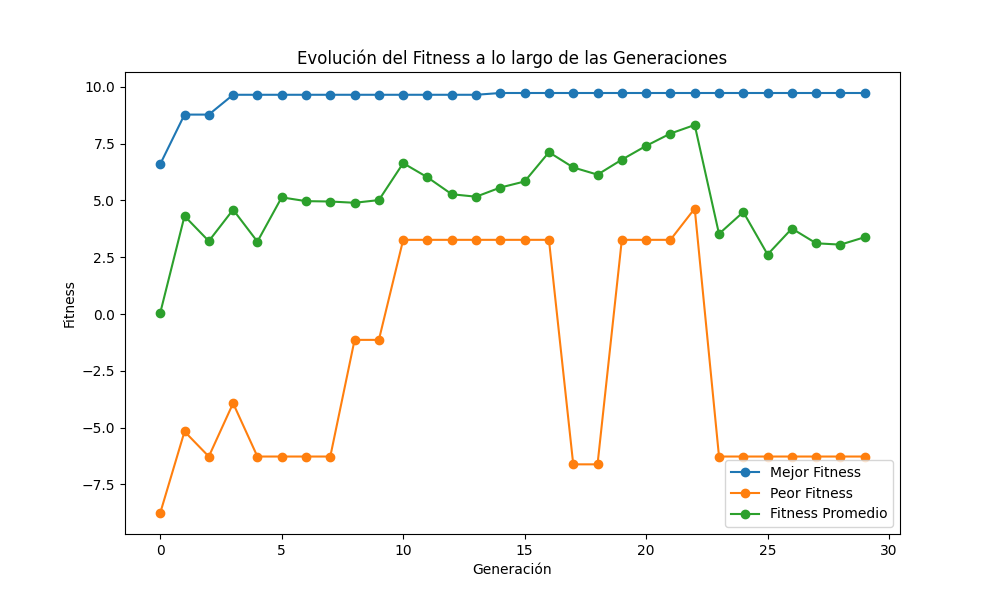 Evolución del Fitness a lo largo de las Generaciones
Fitness
10.0
7.5
5.0
2.5
0.0
−2.5
−5.0
−7.5
0
5
10
15
20
25
30
Generación
Mejor Fitness
Peor Fitness
Fitness Promedio